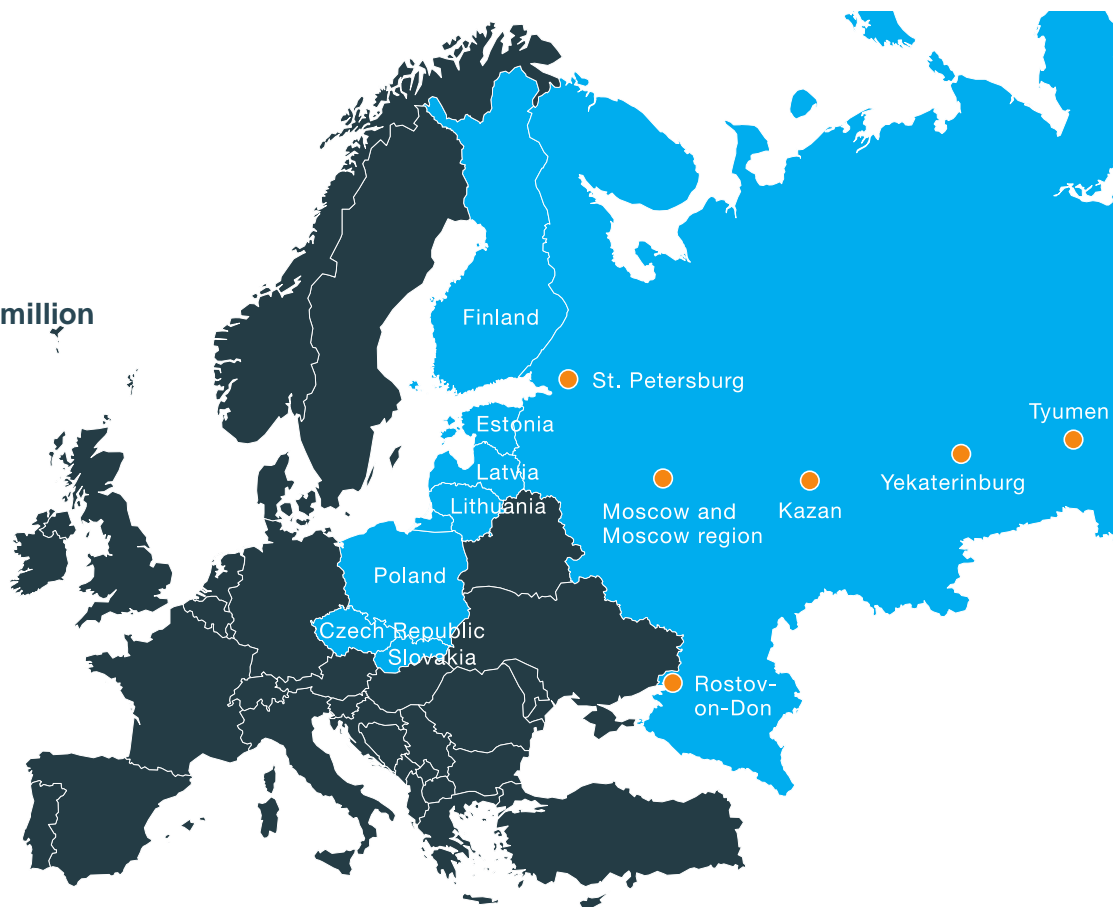 million
Finland
St. Petersburg
Tyumen
Estonia
Latvia
Yekaterinburg
Lithuania
Moscow and
Moscow region
Kazan
Poland
Czech Republic
Slovakia
Rostov-
on-Don